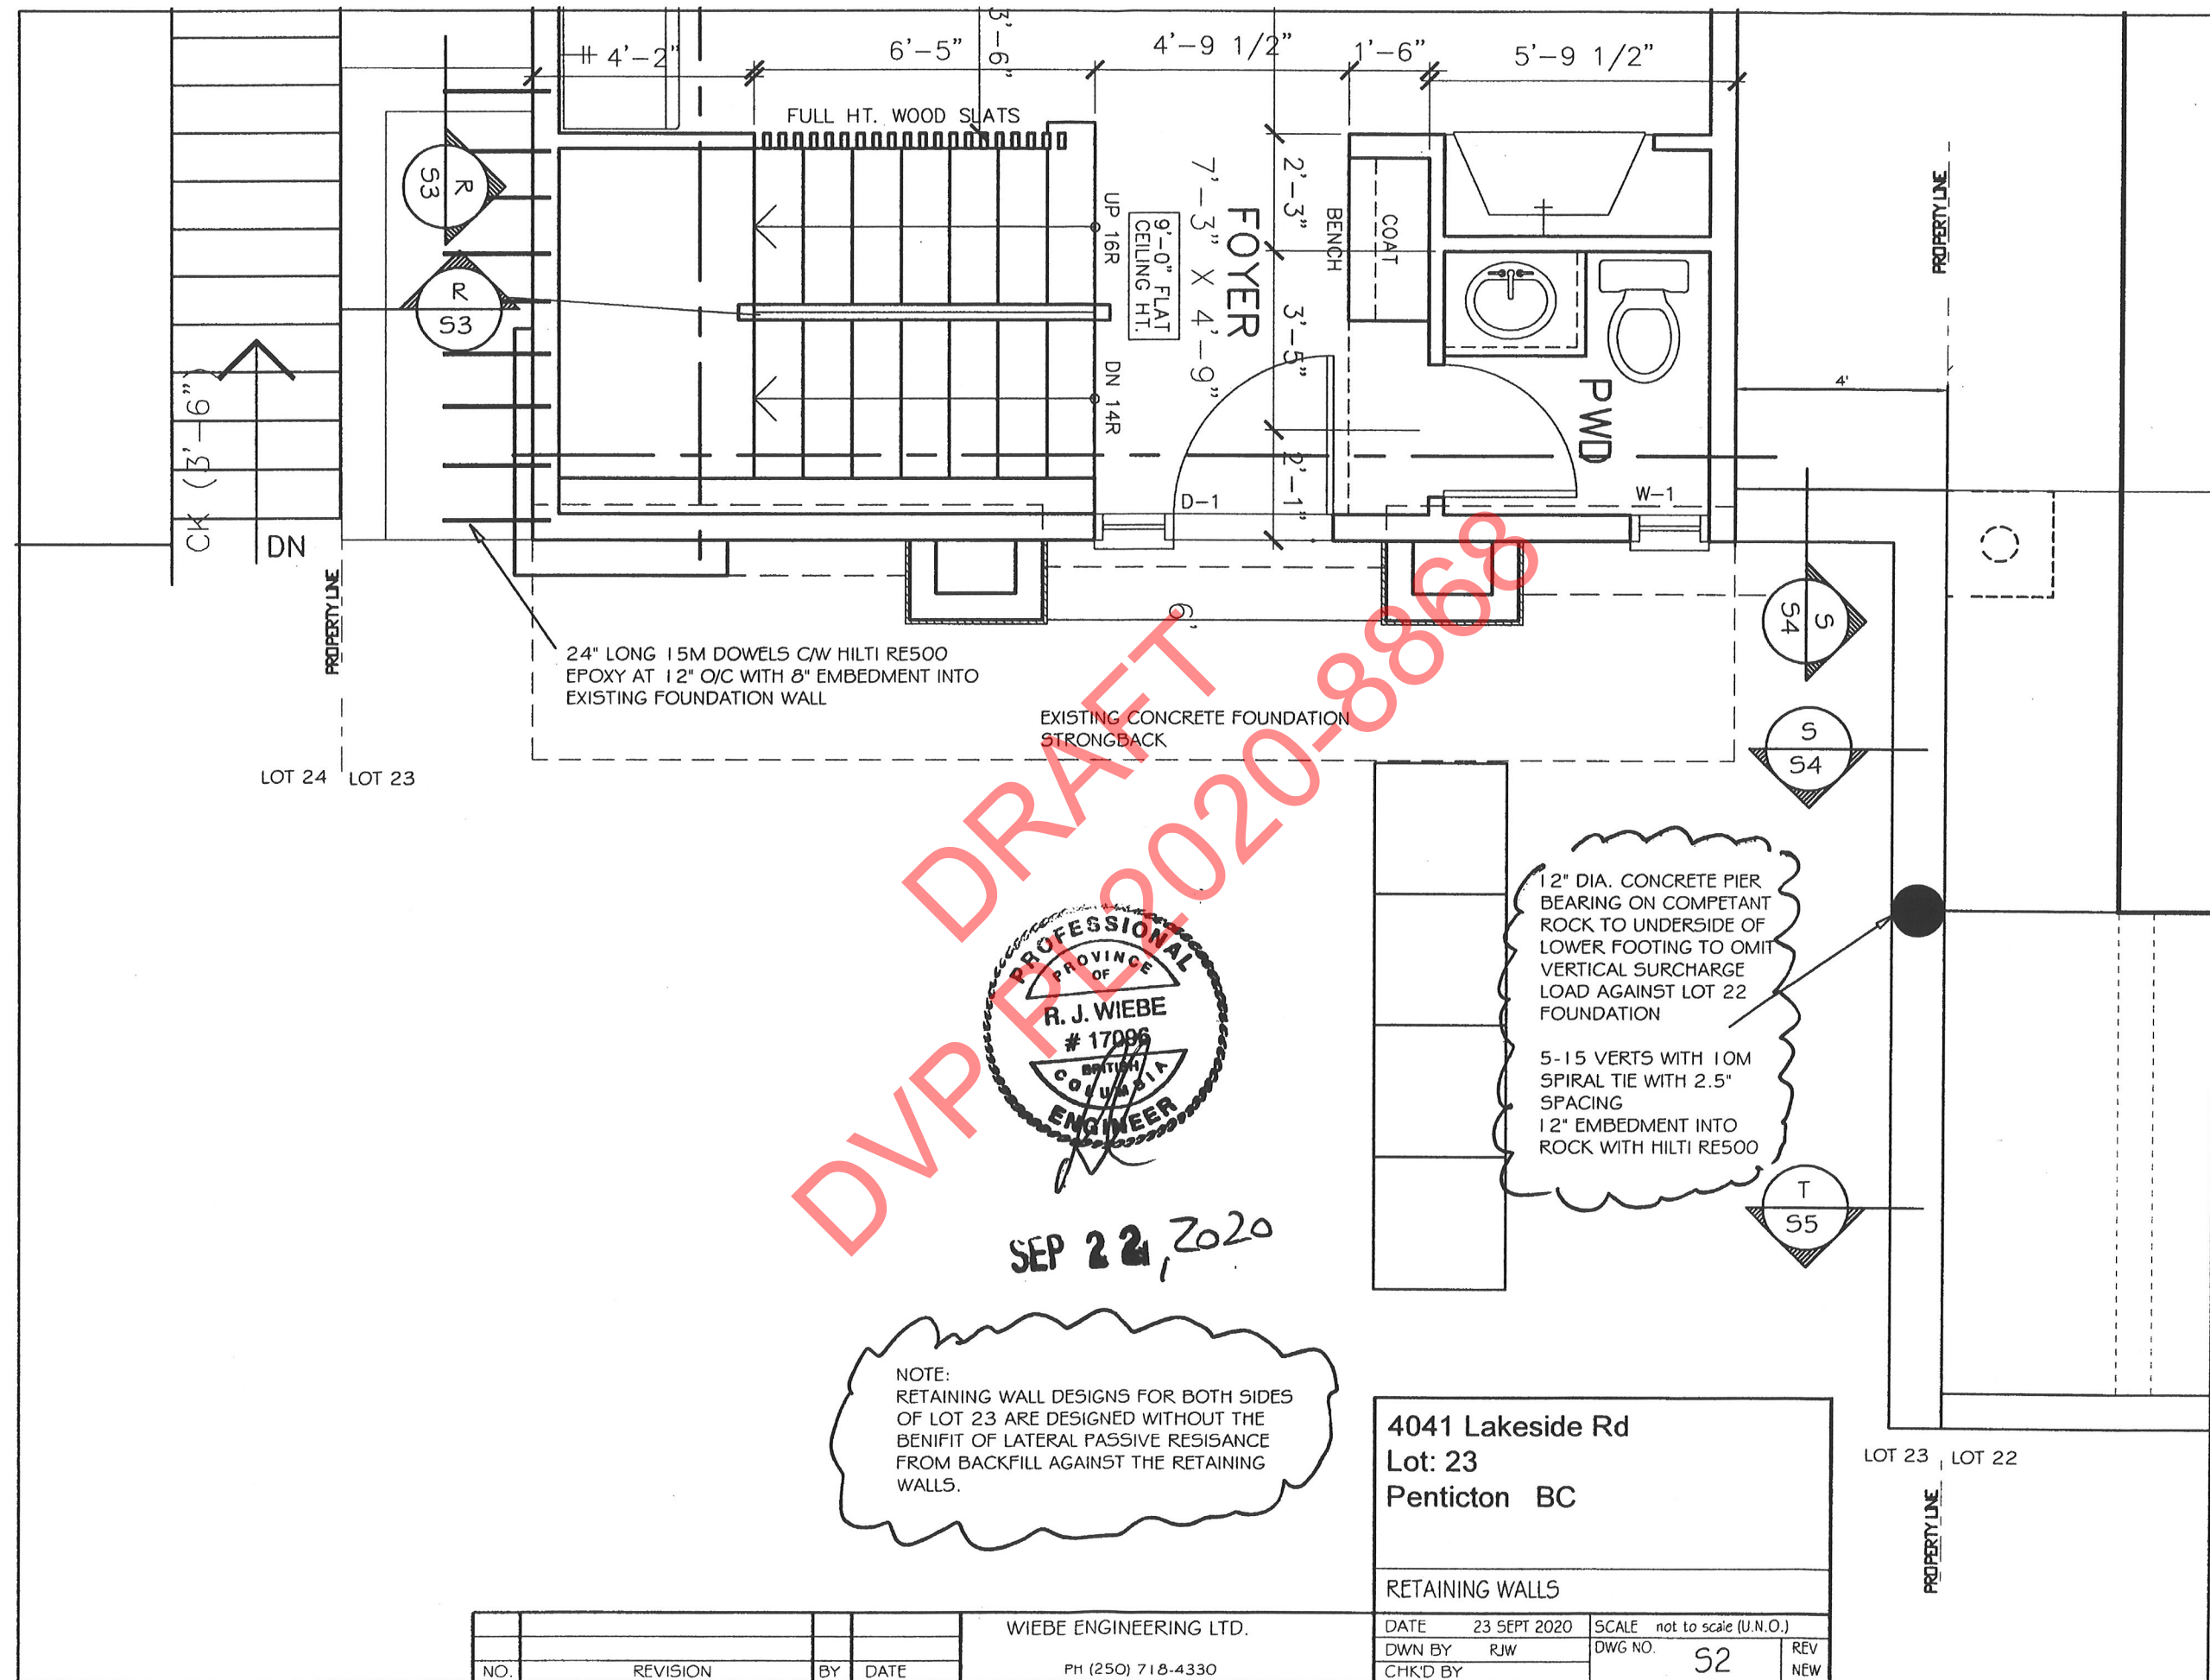 4'-2"
6'-5"
3'-6"
4'-9 1/2"
1'-6"
5'-9 1/2"
FULL HT. WOOD SLATS
R
S3
R
S3
UP 16R
DN 14R
9'-0" FLAT
CEILING HT.
FOYER
7'-3" X 4'-9"
2'-3"
3'-5"
2'-1"
BENCH
COAT
PWD
D-1
W-1
4'
PROPERTY LINE
CK (3'-6")
DN
PROPERTY LINE
6'
24" LONG 15M DOWELS C/W HILTI RE500
EPOXY AT 12" O/C WITH 8" EMBEDMENT INTO
EXISTING FOUNDATION WALL
EXISTING CONCRETE FOUNDATION
STRONGBACK
LOT 24
LOT 23
S
S4
S
S4
DRAFT
DVP PL2020-8868
12" DIA. CONCRETE PIER
BEARING ON COMPETANT
ROCK TO UNDERSIDE OF
LOWER FOOTING TO OMIT
VERTICAL SURCHARGE
LOAD AGAINST LOT 22
FOUNDATION
5-15 VERTS WITH 10M
SPIRAL TIE WITH 2.5"
SPACING
12" EMBEDMENT INTO
ROCK WITH HILTI RE500
T
S5
PROFESSIONAL
PROVINCE
OF
R. J. WIEBE
# 17096
BRITISH
COLUMBIA
ENGINEER
SEP 22, 2020
NOTE:
RETAINING WALL DESIGNS FOR BOTH SIDES
OF LOT 23 ARE DESIGNED WITHOUT THE
BENIFIT OF LATERAL PASSIVE RESISANCE
FROM BACKFILL AGAINST THE RETAINING
WALLS.
LOT 23
LOT 22
PROPERTY LINE
4041 Lakeside Rd
Lot: 23
Penticton BC
RETAINING WALLS
DATE 23 SEPT 2020
SCALE not to scale (U.N.O.)
DWN BY RJW
DWG NO. S2
REV
NEW
CHK'D BY
WIEBE ENGINEERING LTD.
PH (250) 718-4330
NO. REVISION BY DATE